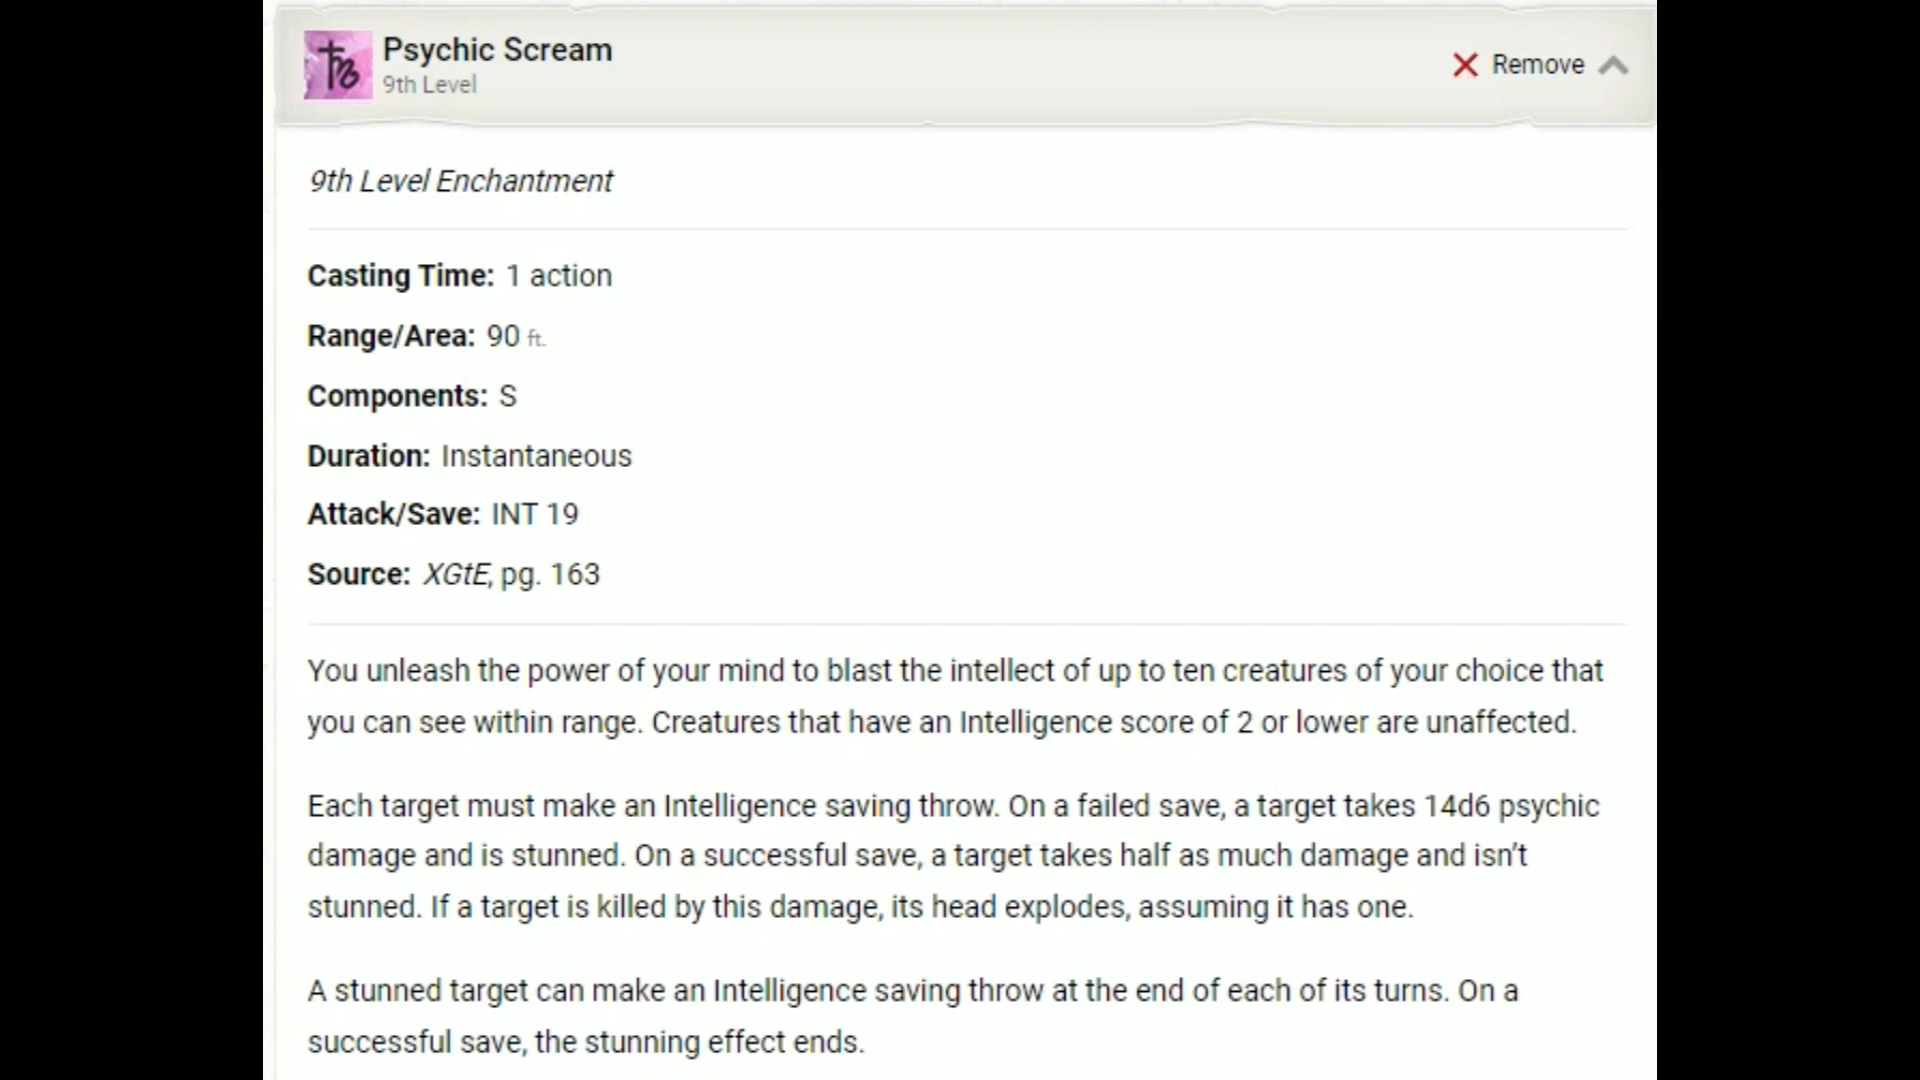 Psychic Scream
9th Level
Remove
9th Level Enchantment
Casting Time: 1 action
Range/Area: 90 ft.
Components: S
Duration: Instantaneous
Attack/Save: INT 19
Source: XGtE, pg. 163
You unleash the power of your mind to blast the intellect of up to ten creatures of your choice that
you can see within range. Creatures that have an Intelligence score of 2 or lower are unaffected.
Each target must make an Intelligence saving throw. On a failed save, a target takes 14d6 psychic
damage and is stunned. On a successful save, a target takes half as much damage and isn’t
stunned. If a target is killed by this damage, its head explodes, assuming it has one.
A stunned target can make an Intelligence saving throw at the end of each of its turns. On a
successful save, the stunning effect ends.